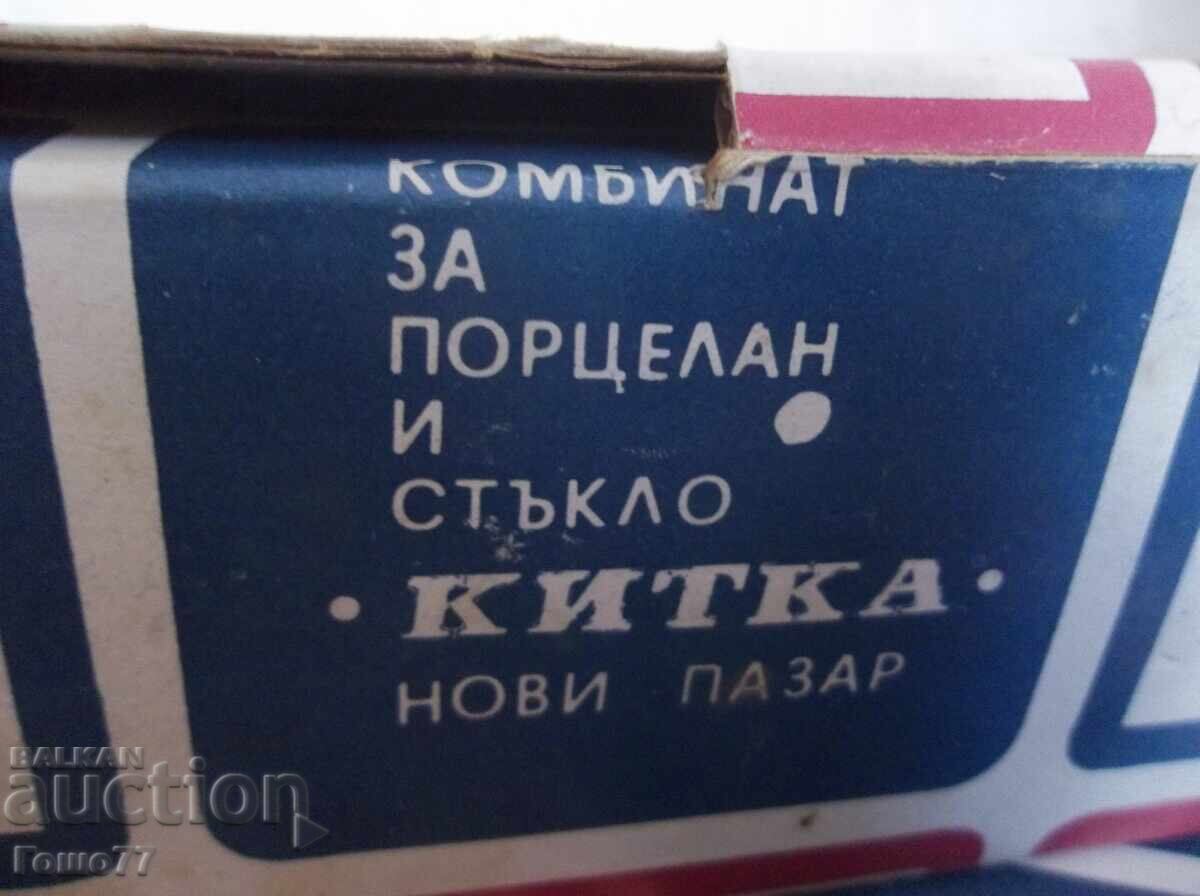 КОМБИНАТ
ЗА
ПОРЦЕЛАН
И
СТЪКЛО
• КИТКА •
НОВИ ПАЗАР
BALKAN
auction
Гошо77